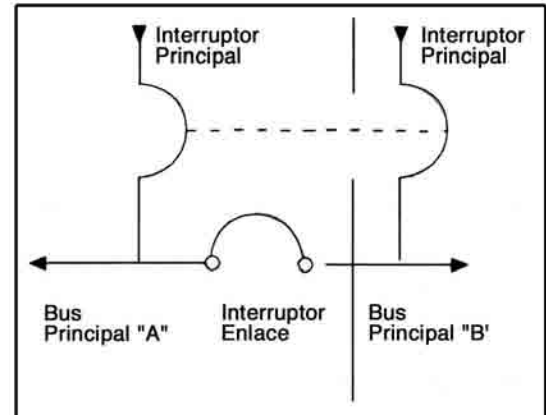 Interruptor
Principal
Interruptor
Principal
Bus
Principal "A"
Interruptor
Enlace
Bus
Principal "B'